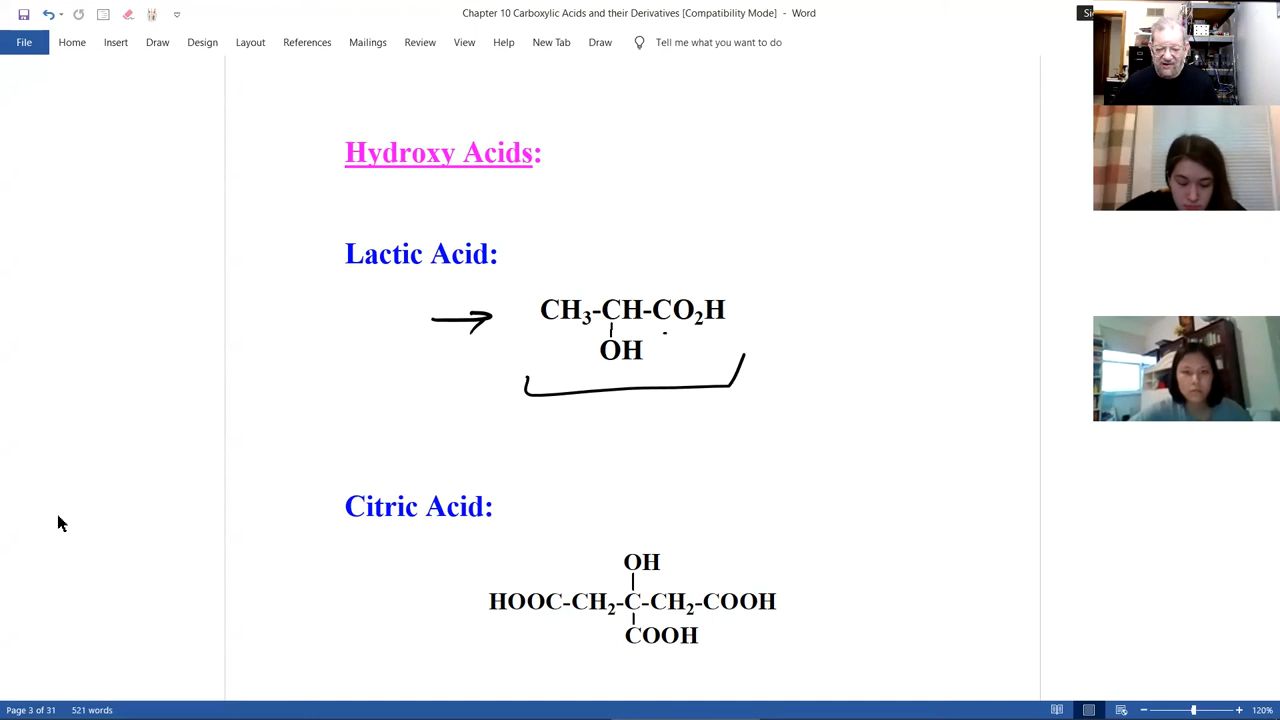 Chapter 10 Carboxylic Acids and their Derivatives [Compatibility Mode] - Word
File Home Insert Draw Design Layout References Mailings Review View Help New Tab Draw Tell me what you want to do
Hydroxy Acids:
Lactic Acid:
CH3-CH-CO2H
OH
Citric Acid:
OH
HOOC-CH2-C-CH2-COOH
COOH
Page 3 of 31 521 words 120%